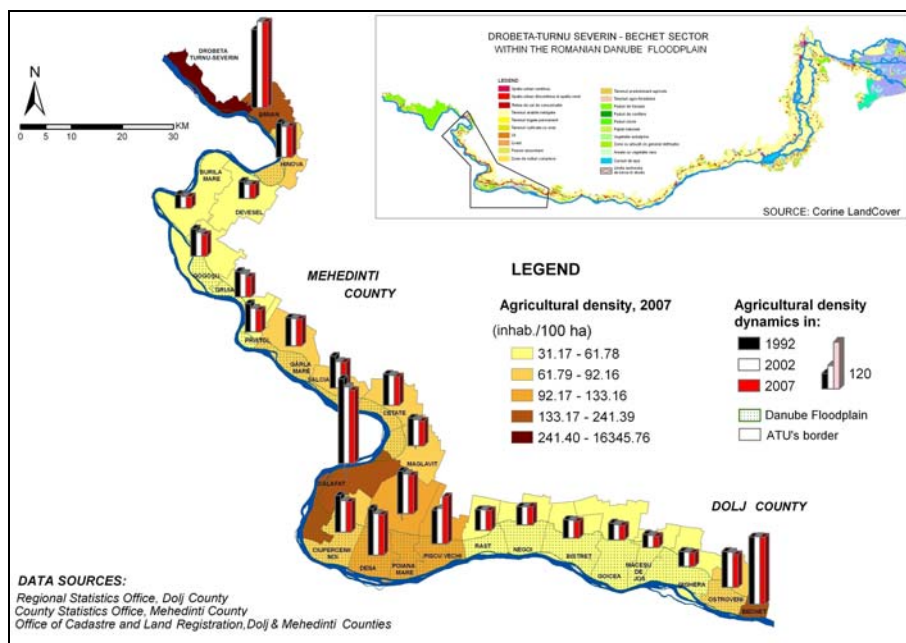 DROBETA-TURNU SEVERIN - BECHET SECTOR
WITHIN THE ROMANIAN DANUBE FLOODPLAIN
LEGEND
SOURCE: Corine LandCover
N
0 5 10 20 30
KM
DROBETA
TURNU-SEVERIN
SIMIAN
HINOVA
BURILA
MARE
DEVESEL
GOGOŞU
GRUIA
PRISTOL
GÂRLA
MARE
SALCIA
CETATE
MAGLAVIT
CALAFAT
CIUPERCENII
NOI
DESA
POIANA
MARE
PISCU VECHI
RAST
NEGOI
BISTRET
GOICEA
MACEŞU
DE
JOS
GIGHERA
OSTROVENI
BECHET
MEHEDINTI
COUNTY
DOLJ COUNTY
LEGEND
Agricultural density, 2007
(inhab./100 ha)
31.17 - 61.78
61.79 - 92.16
92.17 - 133.16
133.17 - 241.39
241.40 - 16345.76
Agricultural density
dynamics in:
1992
2002
2007
120
Danube Floodplain
ATU's border
DATA SOURCES:
Regional Statistics Office, Dolj County
County Statistics Office, Mehedinti County
Office of Cadastre and Land Registration,Dolj & Mehedinti Counties